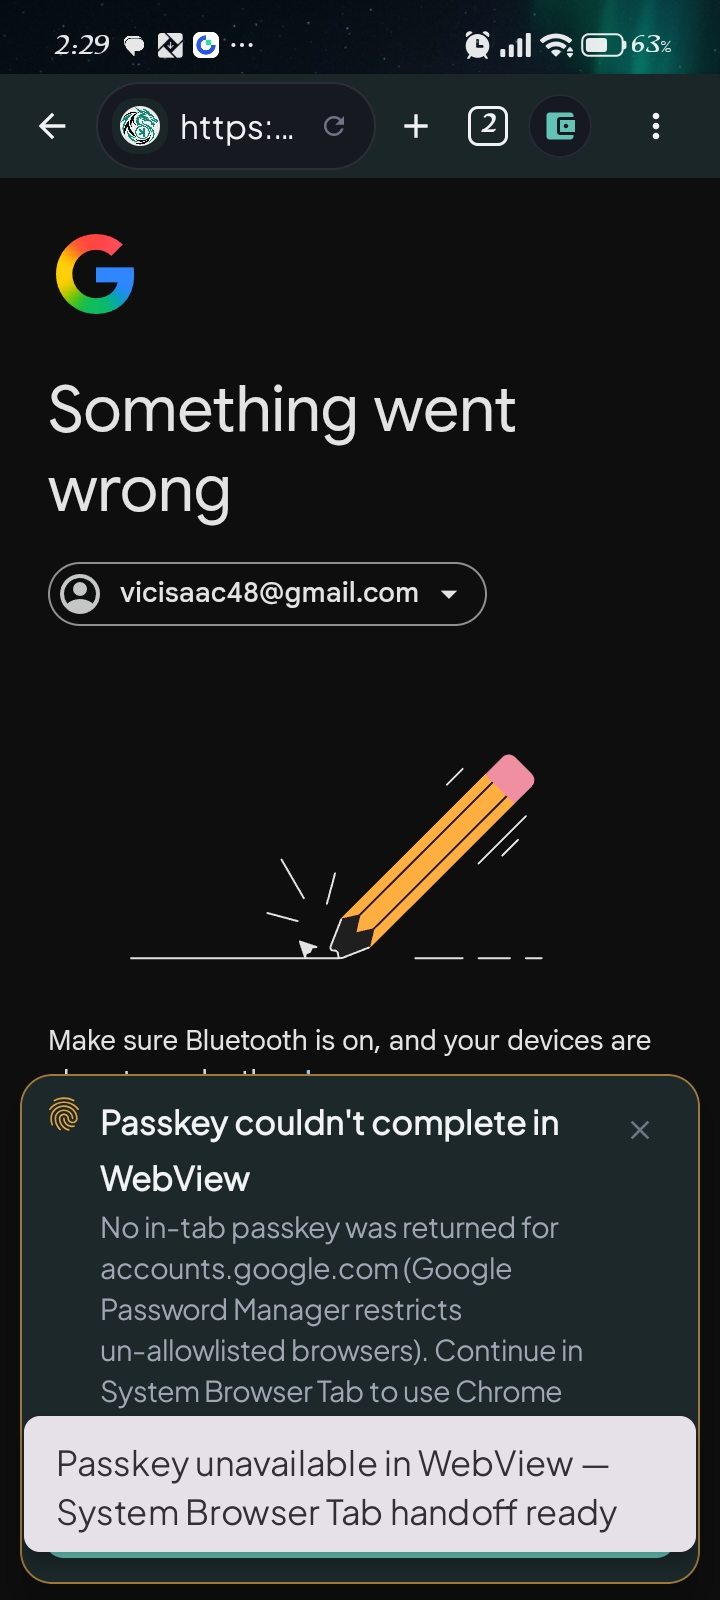 2:29
63%
https:...
2
Something went
wrong
vicisaac48@gmail.com
Make sure Bluetooth is on, and your devices are
Passkey couldn't complete in
WebView
No in-tab passkey was returned for
accounts.google.com (Google
Password Manager restricts
un-allowlisted browsers). Continue in
System Browser Tab to use Chrome
Passkey unavailable in WebView —
System Browser Tab handoff ready